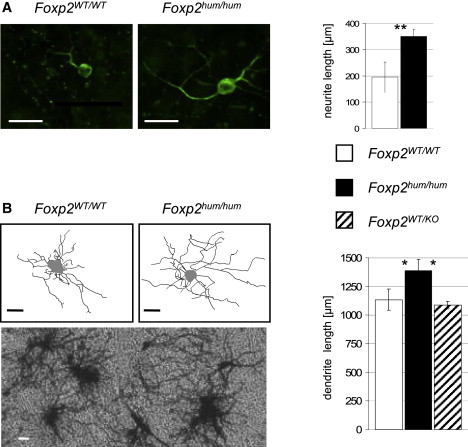 A
Foxp2WT/WT
Foxp2hum/hum
neurite length [µm]
400
300
200
100
0
**
Foxp2WT/WT
Foxp2hum/hum
Foxp2WT/KO
B
Foxp2WT/WT
Foxp2hum/hum
dendrite length [µm]
1500
1250
1000
750
500
250
0
* *